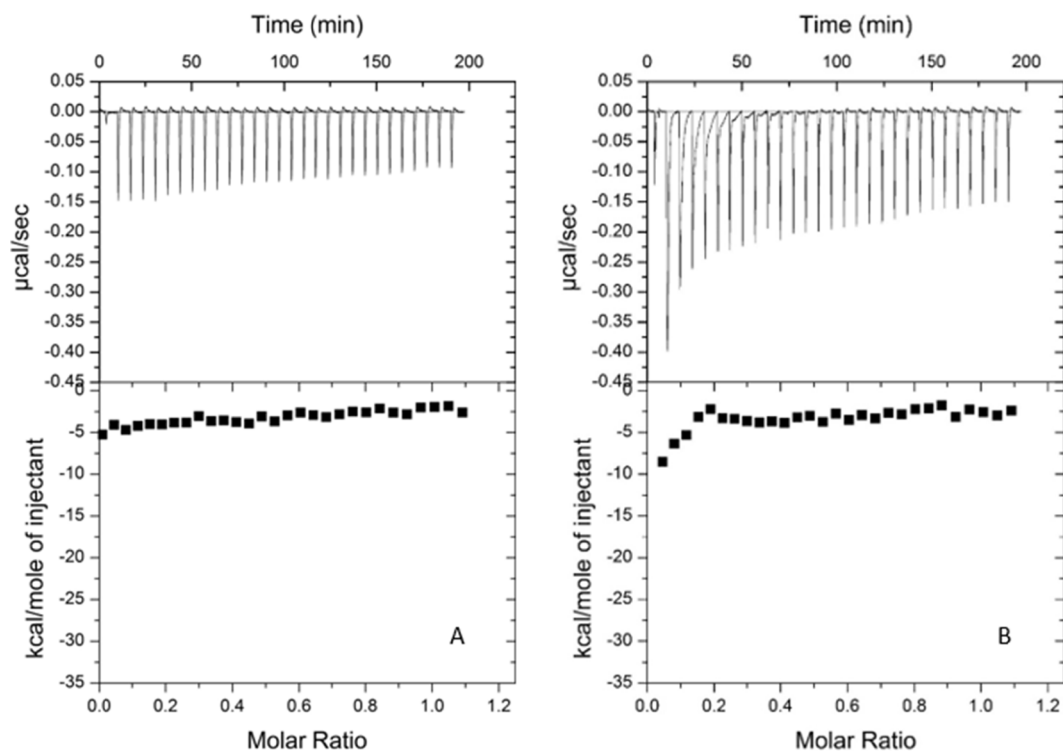 Time (min)
0 50 100 150 200
0.05
0.00
-0.05
-0.10
-0.15
-0.20
-0.25
-0.30
-0.35
-0.40
-0.45
µcal/sec
0
-5
-10
-15
-20
-25
-30
-35
kcal/mole of injectant
A
0.0 0.2 0.4 0.6 0.8 1.0 1.2
Molar Ratio
Time (min)
0 50 100 150 200
0.05
0.00
-0.05
-0.10
-0.15
-0.20
-0.25
-0.30
-0.35
-0.40
-0.45
µcal/sec
0
-5
-10
-15
-20
-25
-30
-35
kcal/mole of injectant
B
0.0 0.2 0.4 0.6 0.8 1.0 1.2
Molar Ratio